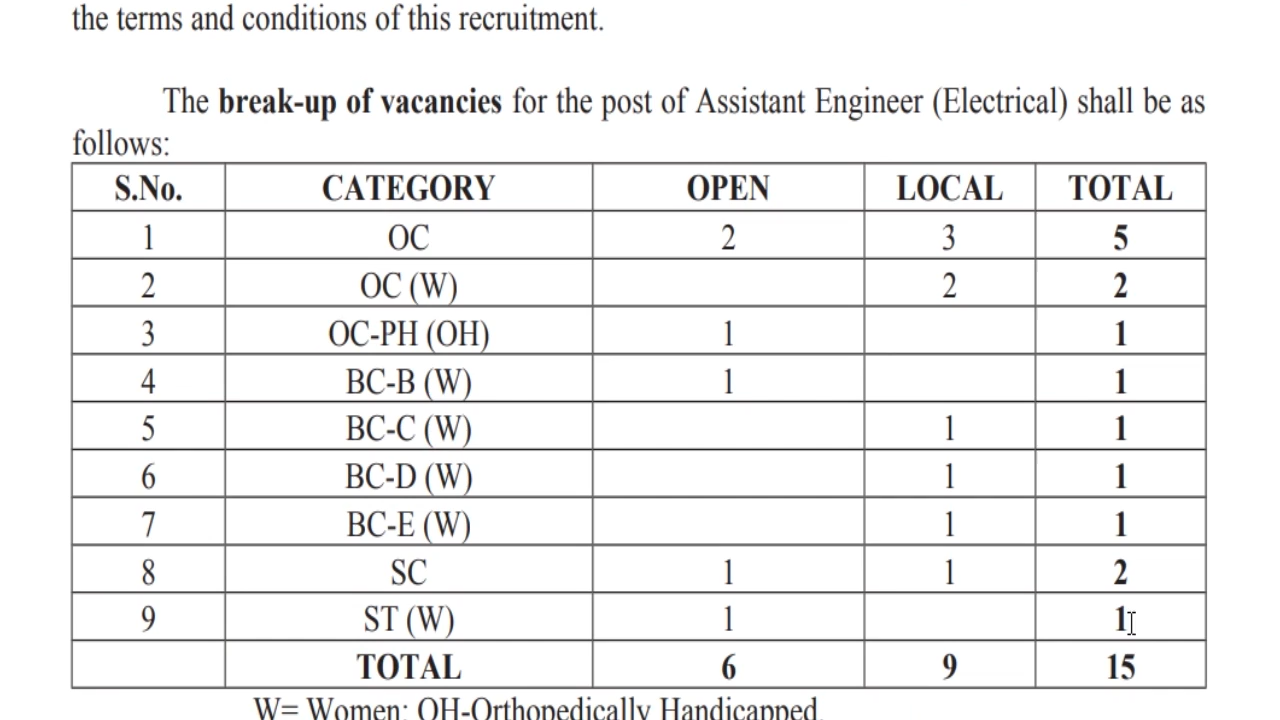 the terms and conditions of this recruitment.
The break-up of vacancies for the post of Assistant Engineer (Electrical) shall be as
follows:
S.No. CATEGORY OPEN LOCAL TOTAL
1 OC 2 3 5
2 OC (W) 2 2
3 OC-PH (OH) 1 1
4 BC-B (W) 1 1
5 BC-C (W) 1 1
6 BC-D (W) 1 1
7 BC-E (W) 1 1
8 SC 1 1 2
9 ST (W) 1 1
TOTAL 6 9 15
W= Women; OH-Orthopedically Handicapped.